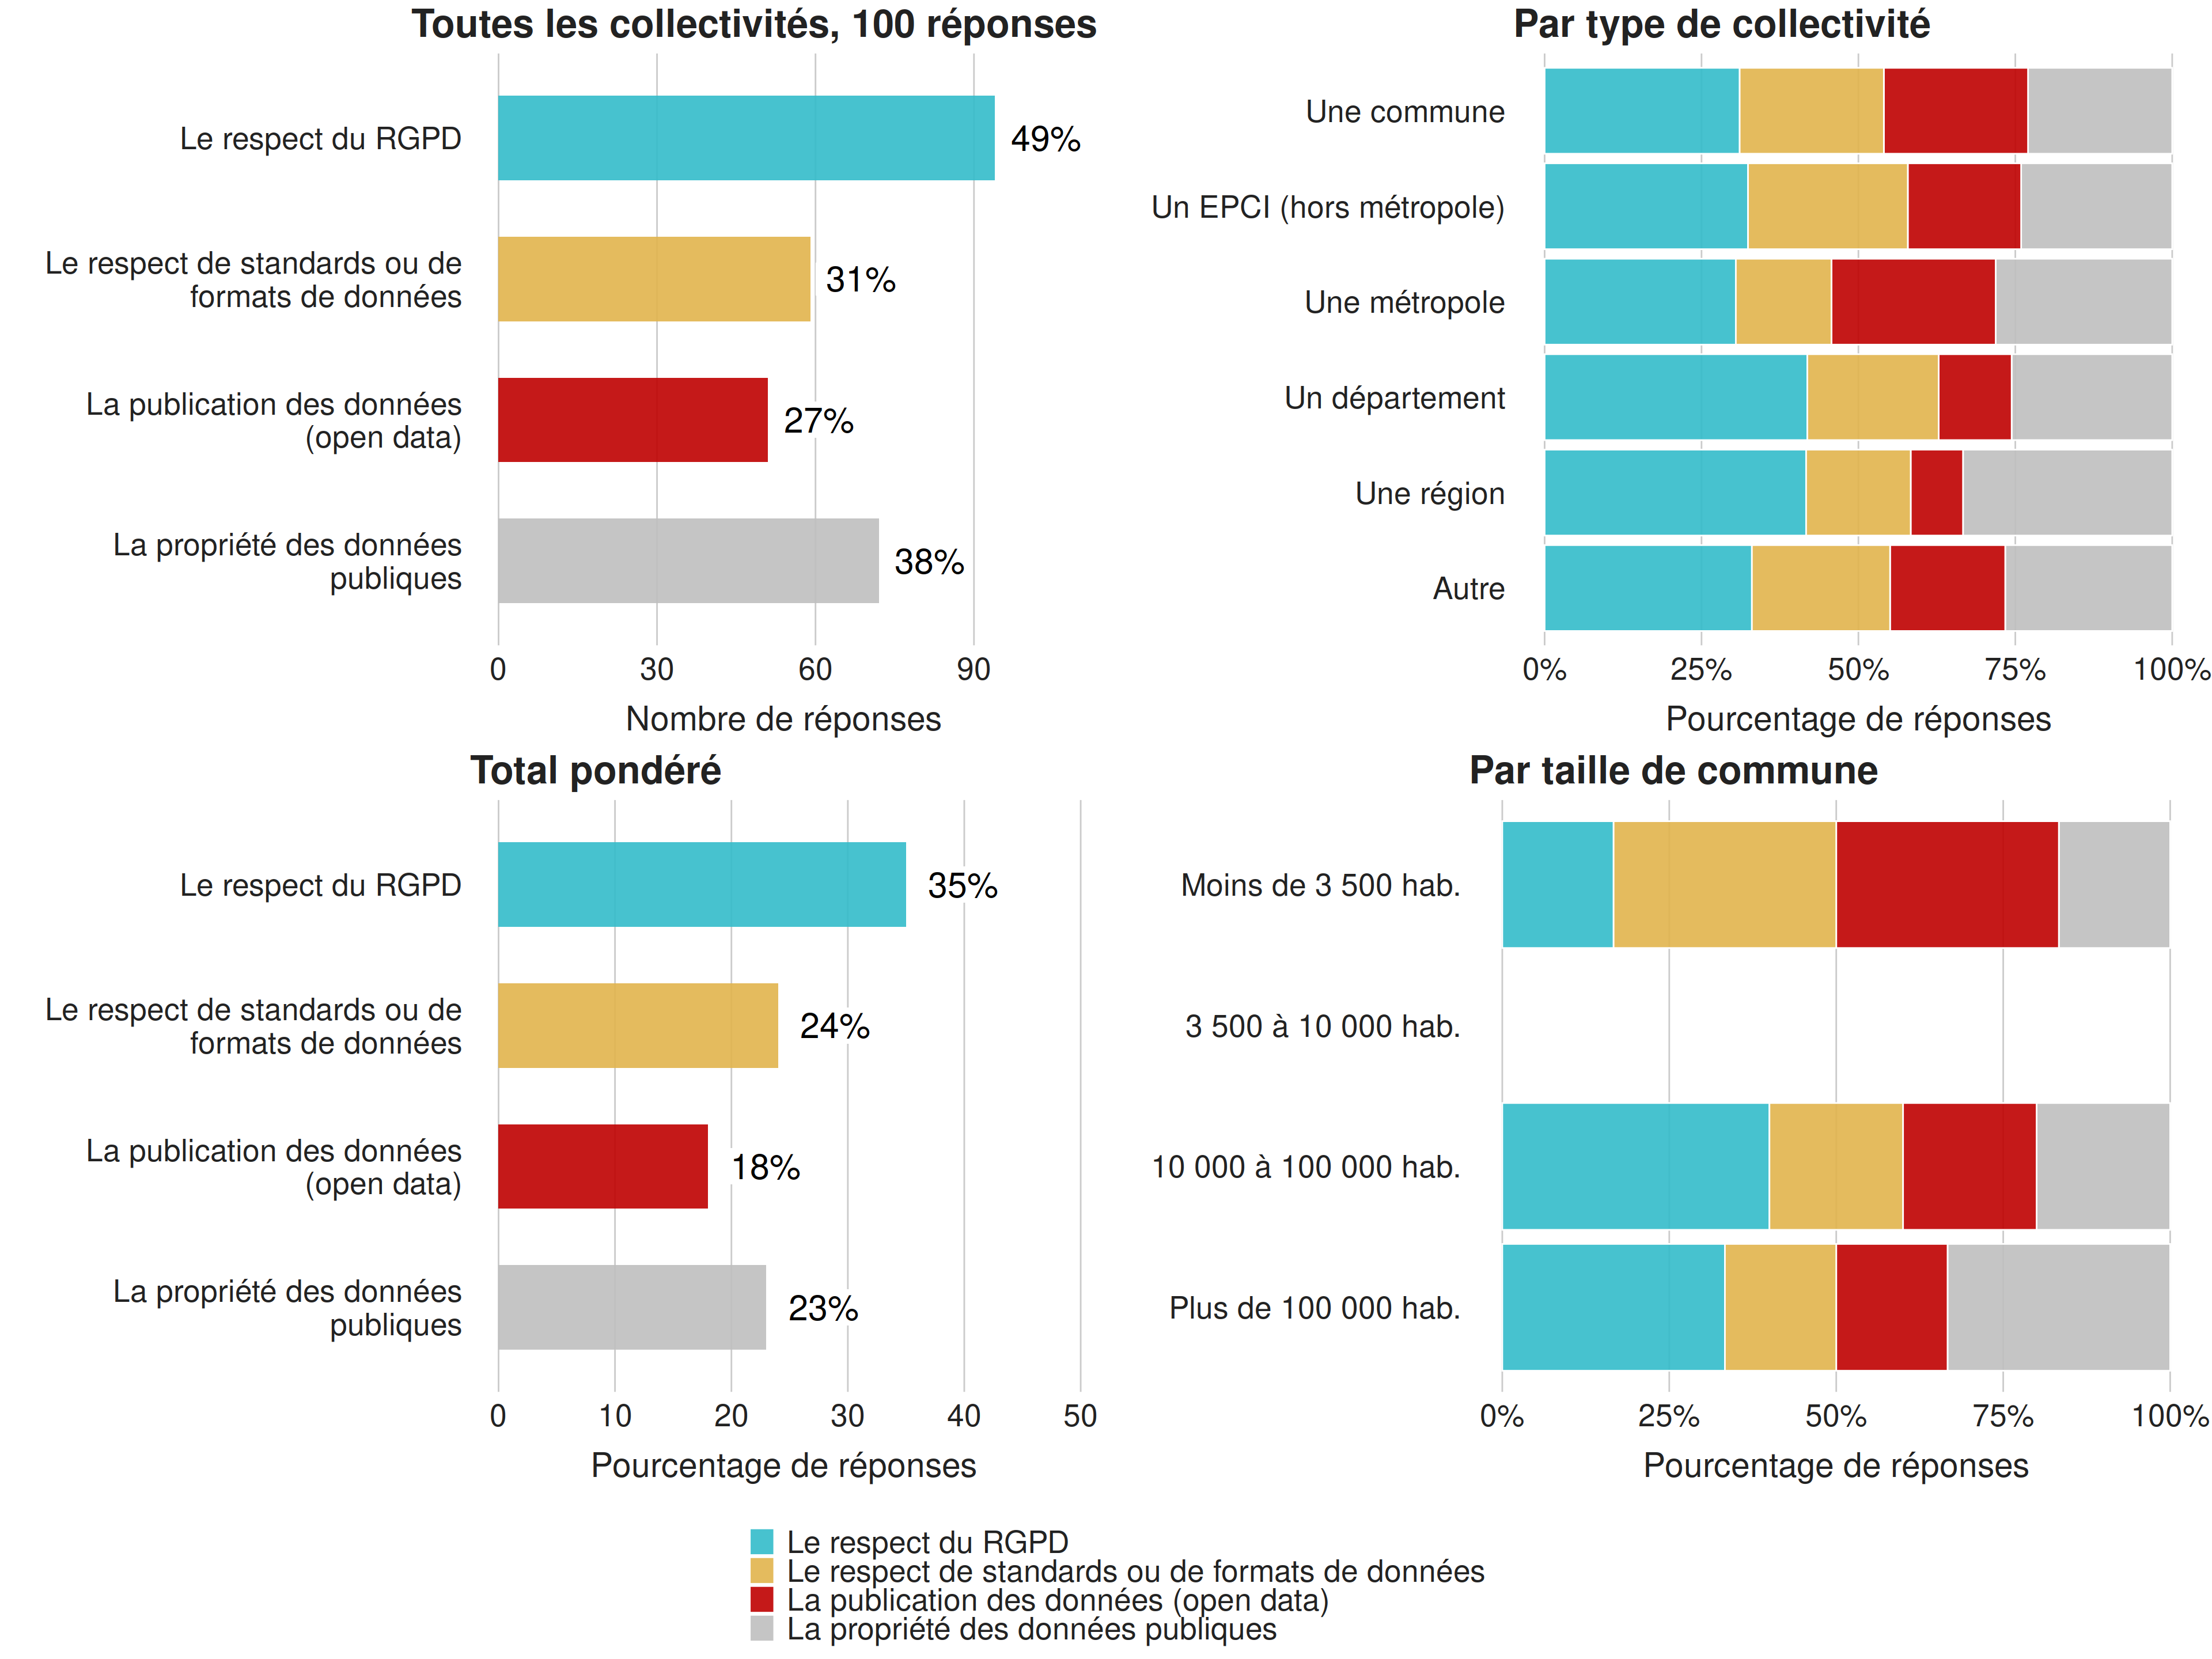 Toutes les collectivités, 100 réponses
Le respect du RGPD
49%
Le respect de standards ou de
formats de données
31%
La publication des données
(open data)
27%
La propriété des données
publiques
38%
0 30 60 90
Nombre de réponses
Par type de collectivité
Une commune
Un EPCI (hors métropole)
Une métropole
Un département
Une région
Autre
0% 25% 50% 75% 100%
Pourcentage de réponses
Total pondéré
Le respect du RGPD
35%
Le respect de standards ou de
formats de données
24%
La publication des données
(open data)
18%
La propriété des données
publiques
23%
0 10 20 30 40 50
Pourcentage de réponses
Par taille de commune
Moins de 3 500 hab.
3 500 à 10 000 hab.
10 000 à 100 000 hab.
Plus de 100 000 hab.
0% 25% 50% 75% 100%
Pourcentage de réponses
Le respect du RGPD
Le respect de standards ou de formats de données
La publication des données (open data)
La propriété des données publiques